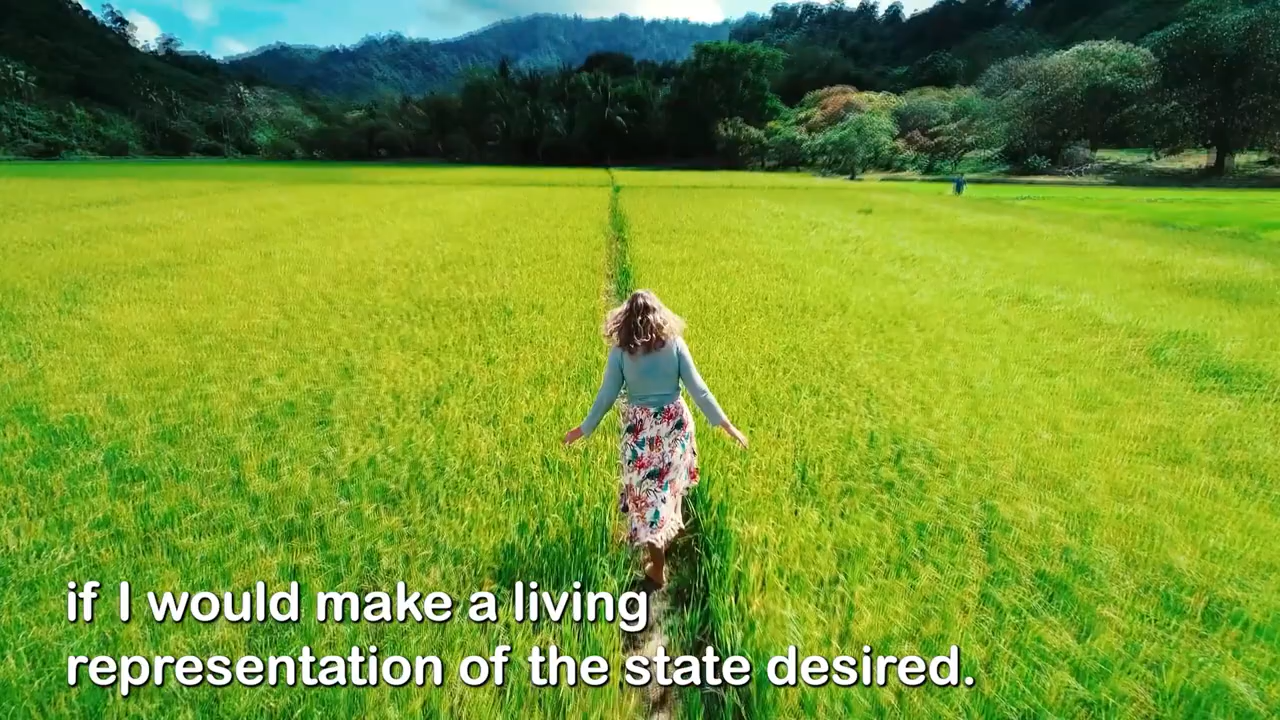 if I would make a living
representation of the state desired.